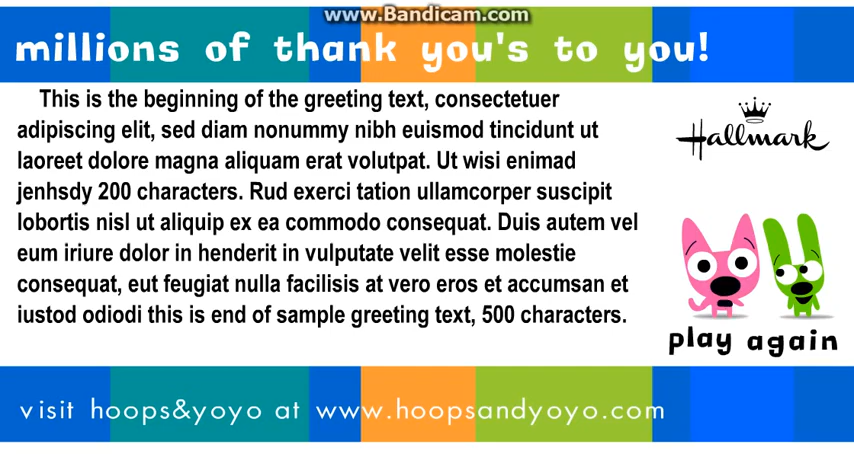 www.Bandicam.com
millions of thank you's to you!
This is the beginning of the greeting text, consectetuer
adipiscing elit, sed diam nonummy nibh euismod tincidunt ut
laoreet dolore magna aliquam erat volutpat. Ut wisi enimad
jenhsdy 200 characters. Rud exerci tation ullamcorper suscipit
lobortis nisl ut aliquip ex ea commodo consequat. Duis autem vel
eum iriure dolor in henderit in vulputate velit esse molestie
consequat, eut feugiat nulla facilisis at vero eros et accumsan et
iustod odiodi this is end of sample greeting text, 500 characters.
Hallmark
play again
visit hoops&yoyo at www.hoopsandyoyo.com